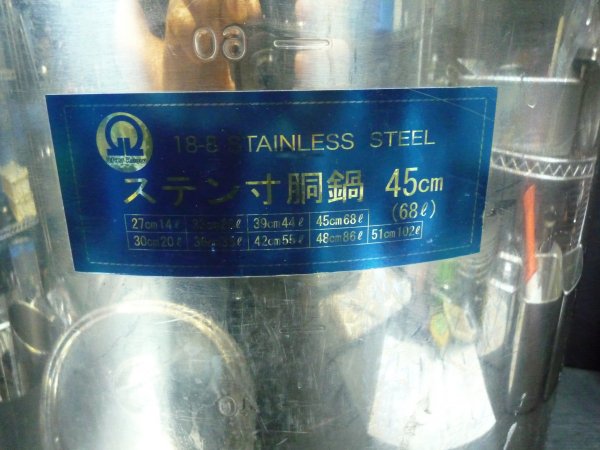 60
18-8 STAINLESS STEEL
ステン寸胴鍋 45cm
(68ℓ)
27cm14ℓ 39cm44ℓ 45cm68ℓ
30cm20ℓ 42cm55ℓ 48cm86ℓ 51cm102ℓ